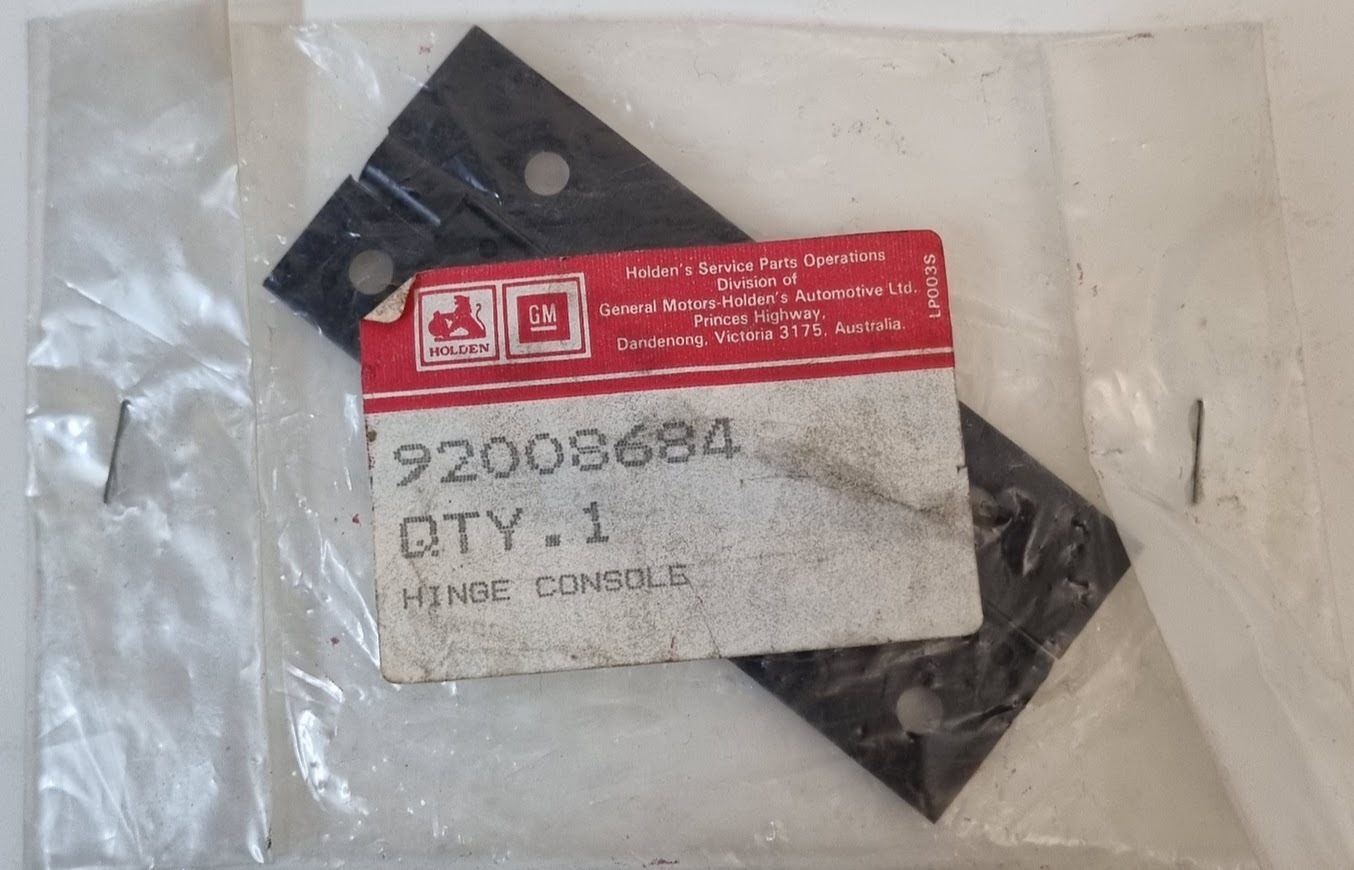 HOLDEN
GM
Holden's Service Parts Operations
Division of
General Motors-Holden's Automotive Ltd.
Princes Highway,
Dandenong, Victoria 3175, Australia.
LP003S
92008684
QTY.1
HINGE CONSOLE